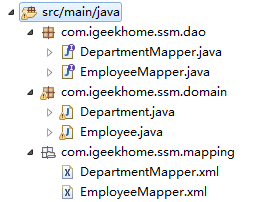 src/main/java
com.igeekhome.ssm.dao
DepartmentMapper.java
EmployeeMapper.java
com.igeekhome.ssm.domain
Department.java
Employee.java
com.igeekhome.ssm.mapping
DepartmentMapper.xml
EmployeeMapper.xml